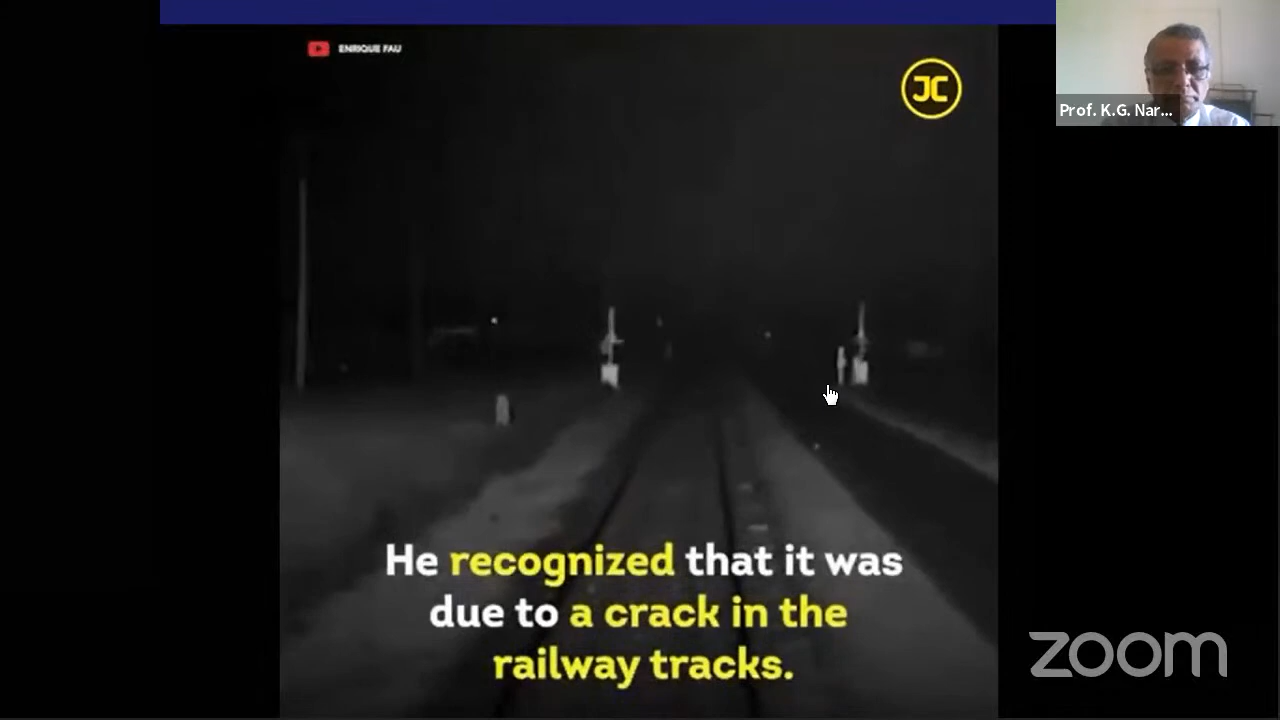 ENRIQUE FAU
JC
Prof. K.G. Nar...
He recognized that it was
due to a crack in the
railway tracks.
zoom